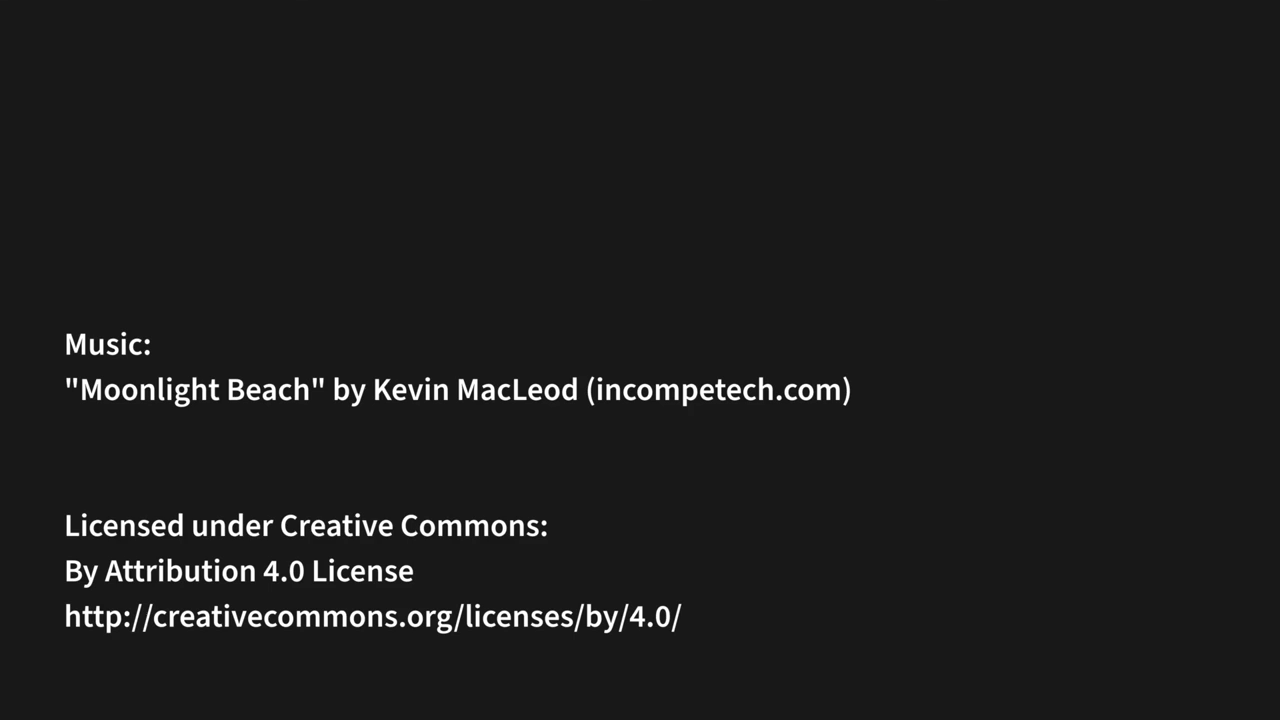 Music:
"Moonlight Beach" by Kevin MacLeod (incompetech.com)
Licensed under Creative Commons:
By Attribution 4.0 License
http://creativecommons.org/licenses/by/4.0/